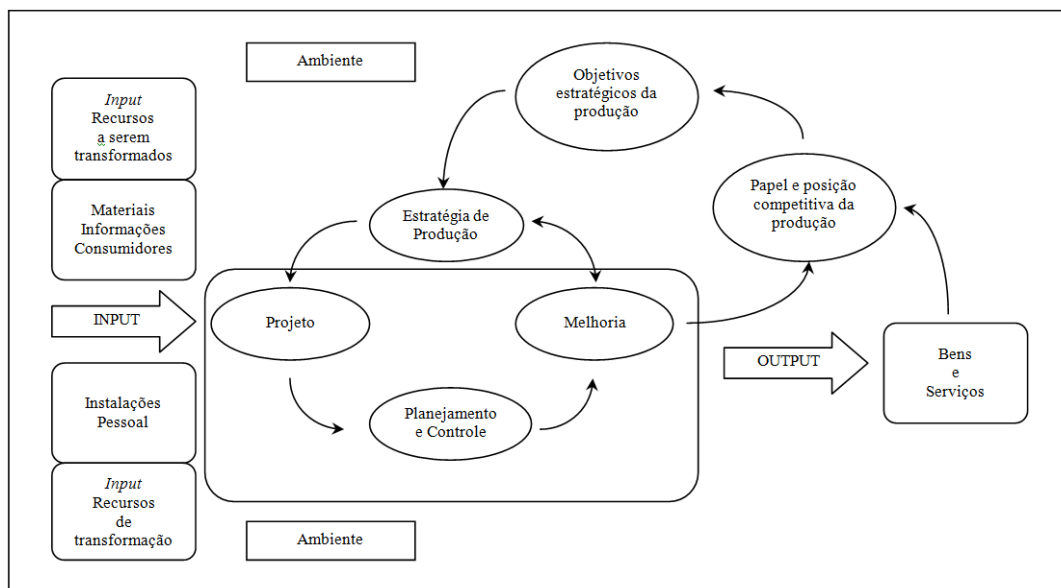 Ambiente
Objetivos
estratégicos da
produção
Input
Recursos
a serem
transformados
Materiais
Informações
Consumidores
Estratégia de
Produção
Papel e posição
competitiva da
produção
INPUT
Projeto
Melhoria
OUTPUT
Bens
e
Serviços
Instalações
Pessoal
Planejamento
e Controle
Input
Recursos
de
transformação
Ambiente